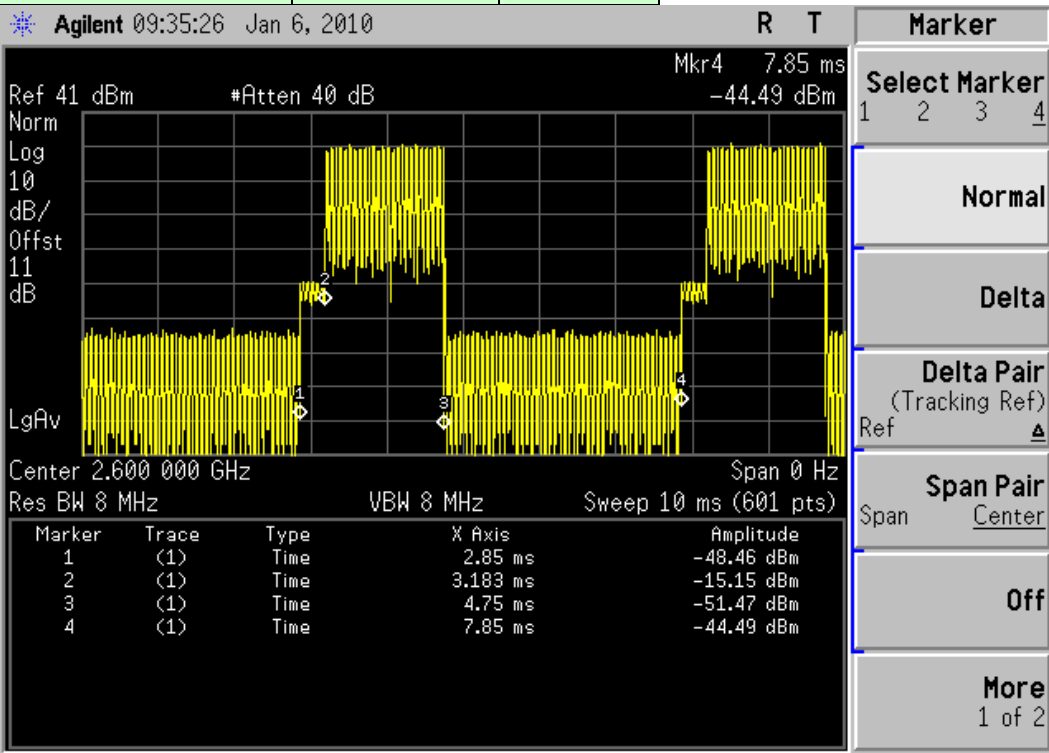 Agilent 09:35:26 Jan 6, 2010 R T
Marker
Mkr4 7.85 ms
Ref 41 dBm #Atten 40 dB -44.49 dBm
Norm
Log
10
dB/
Offst
11
dB
LgAv
1
2
3
4
Center 2.600 000 GHz Span 0 Hz
Res BW 8 MHz VBW 8 MHz Sweep 10 ms (601 pts)
Marker Trace Type X Axis Amplitude
1 (1) Time 2.85 ms -48.46 dBm
2 (1) Time 3.183 ms -15.15 dBm
3 (1) Time 4.75 ms -51.47 dBm
4 (1) Time 7.85 ms -44.49 dBm
Select Marker
1 2 3 4
Normal
Delta
Delta Pair
(Tracking Ref)
Ref Δ
Span Pair
Span Center
Off
More
1 of 2